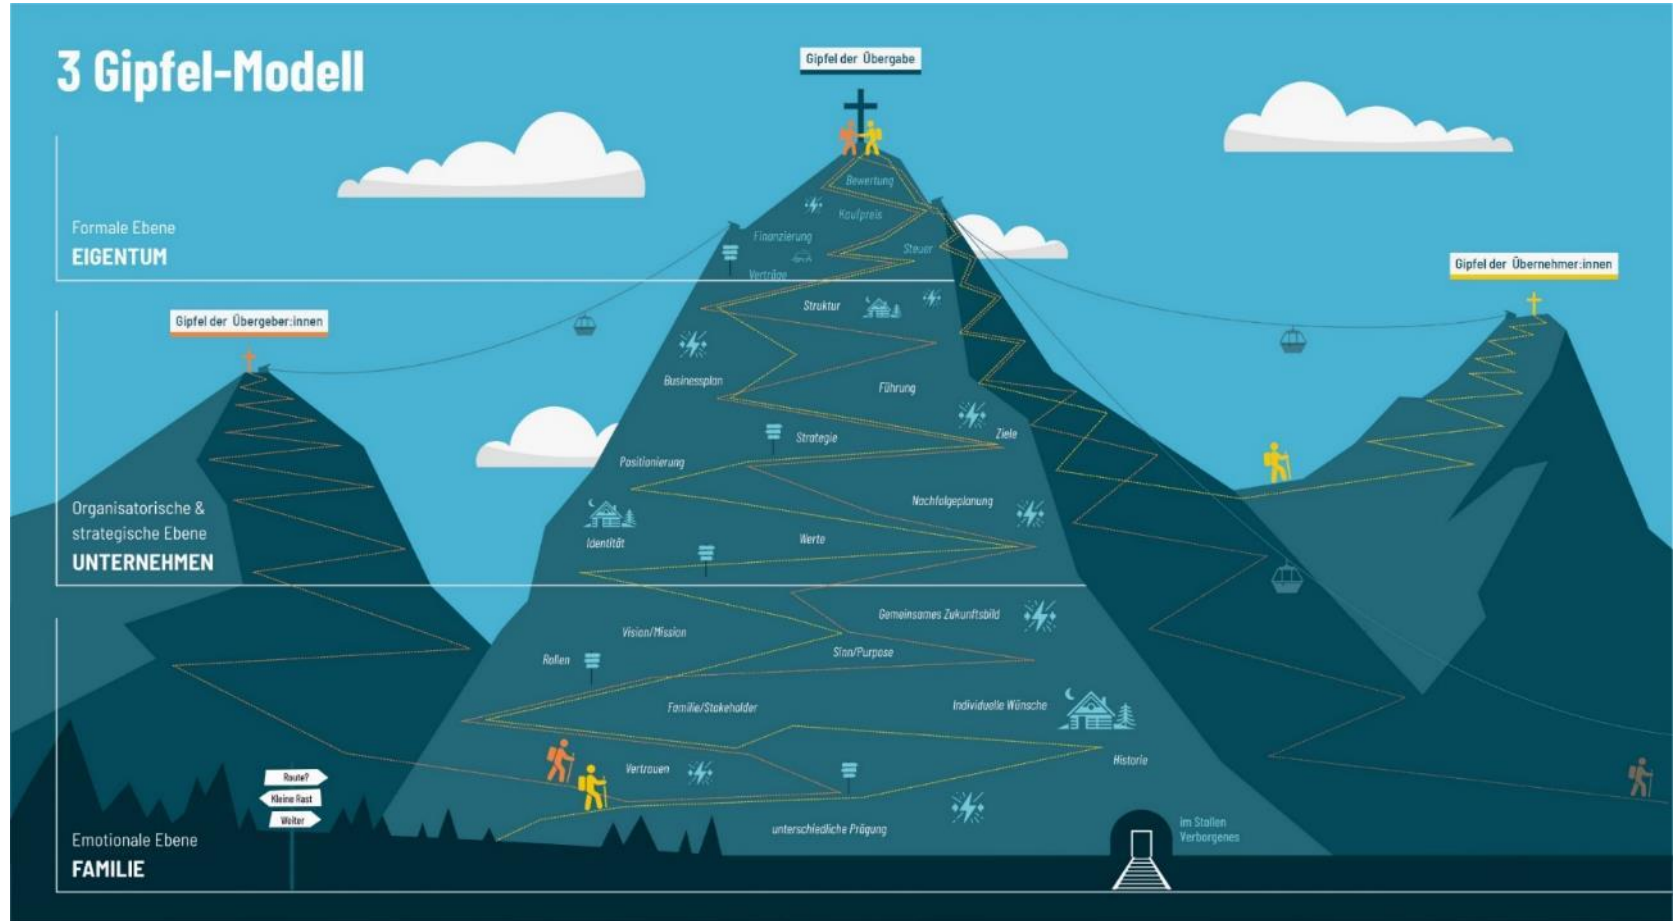 3 Gipfel-Modell
Gipfel der Übergabe
Formale Ebene
EIGENTUM
Bewertung
Kaufpreis
Finanzierung
Steuer
Verträge
Gipfel der Übernehmer:innen
Gipfel der Übergeber:innen
Struktur
Businessplan
Führung
Strategie
Ziele
Positionierung
Nachfolgeplanung
Organisatorische &
strategische Ebene
UNTERNEHMEN
Identität
Werte
Gemeinsames Zukunftsbild
Vision/Mission
Sinn/Purpose
Rollen
Familie/Stakeholder
Individuelle Wünsche
Historie
Vertrauen
Route?
Kleine Rast
Weiter
unterschiedliche Prägung
im Stollen
Verborgenes
Emotionale Ebene
FAMILIE